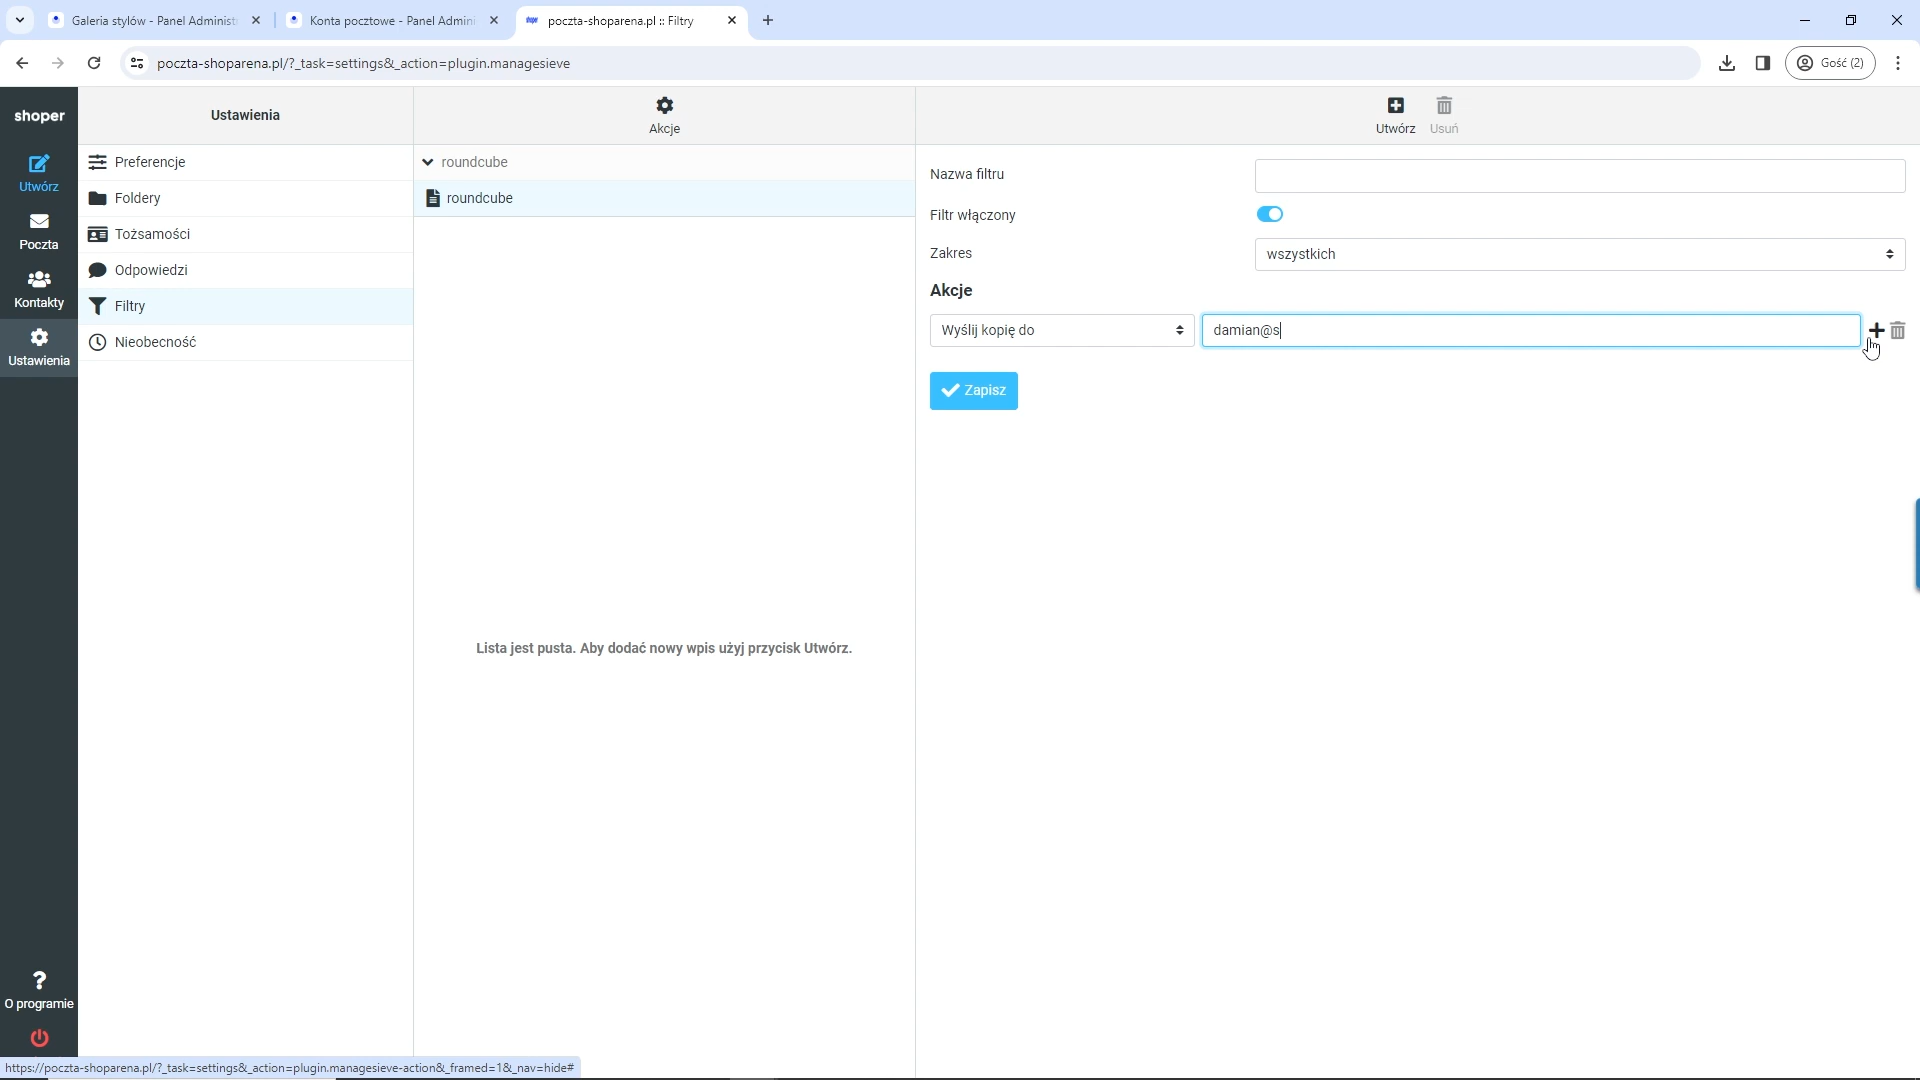 Galeria stylów - Panel Administ
Konta pocztowe - Panel Admini
poczta-shoparena.pl :: Filtry
poczta-shoparena.pl/?_task=settings&_action=plugin.managesieve
Gość (2)
shoper
Utwórz
Poczta
Kontakty
Ustawienia
O programie
Ustawienia
Preferencje
Foldery
Tożsamości
Odpowiedzi
Filtry
Nieobecność
Akcje
roundcube
roundcube
Lista jest pusta. Aby dodać nowy wpis użyj przycisk Utwórz.
Utwórz
Usuń
Nazwa filtru
Filtr włączony
Zakres
wszystkich
Akcje
Wyślij kopię do
damian@s
Zapisz
https://poczta-shoparena.pl/?_task=settings&_action=plugin.managesieve-action&_framed=1&_nav=hide#